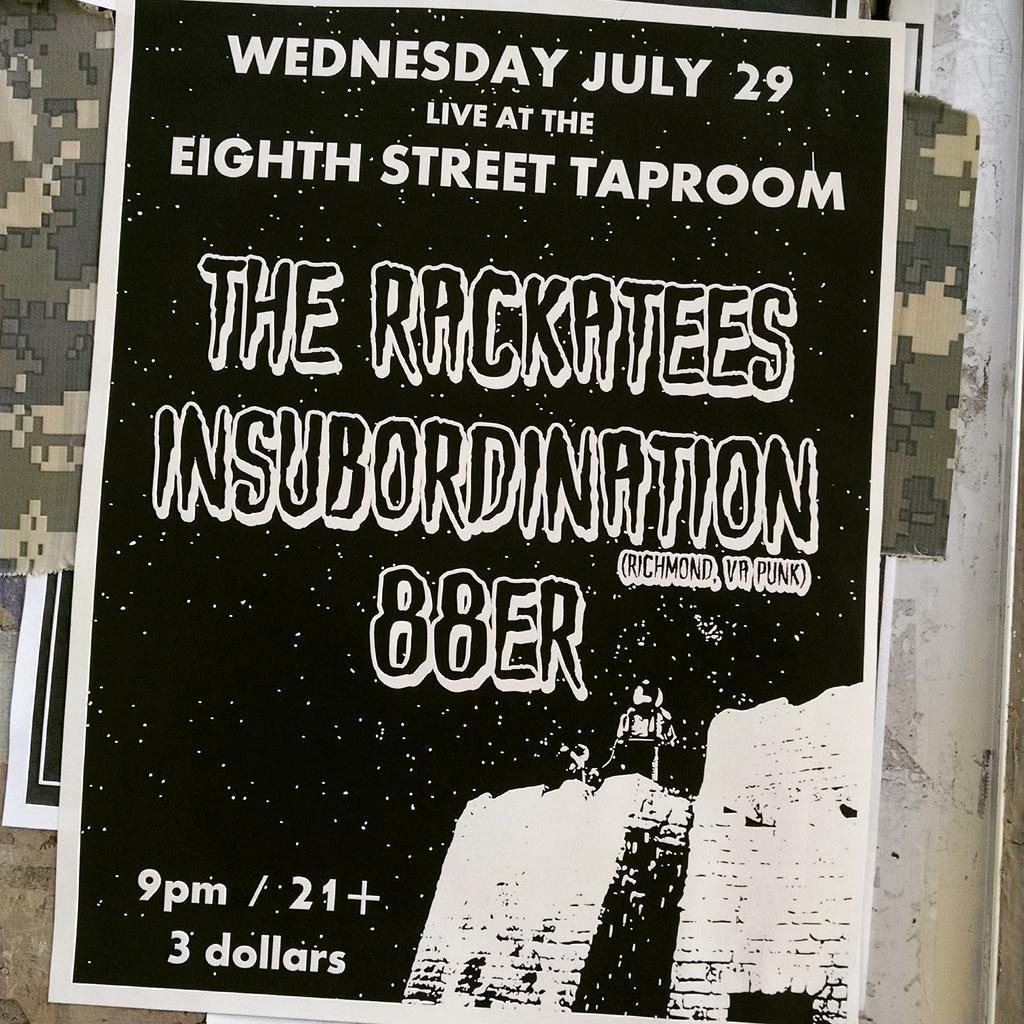 WEDNESDAY JULY 29
LIVE AT THE
EIGHTH STREET TAPROOM
THE RACKATEES
INSUBORDINATION
(RICHMOND, VA PUNK)
88ER
9pm / 21+
3 dollars